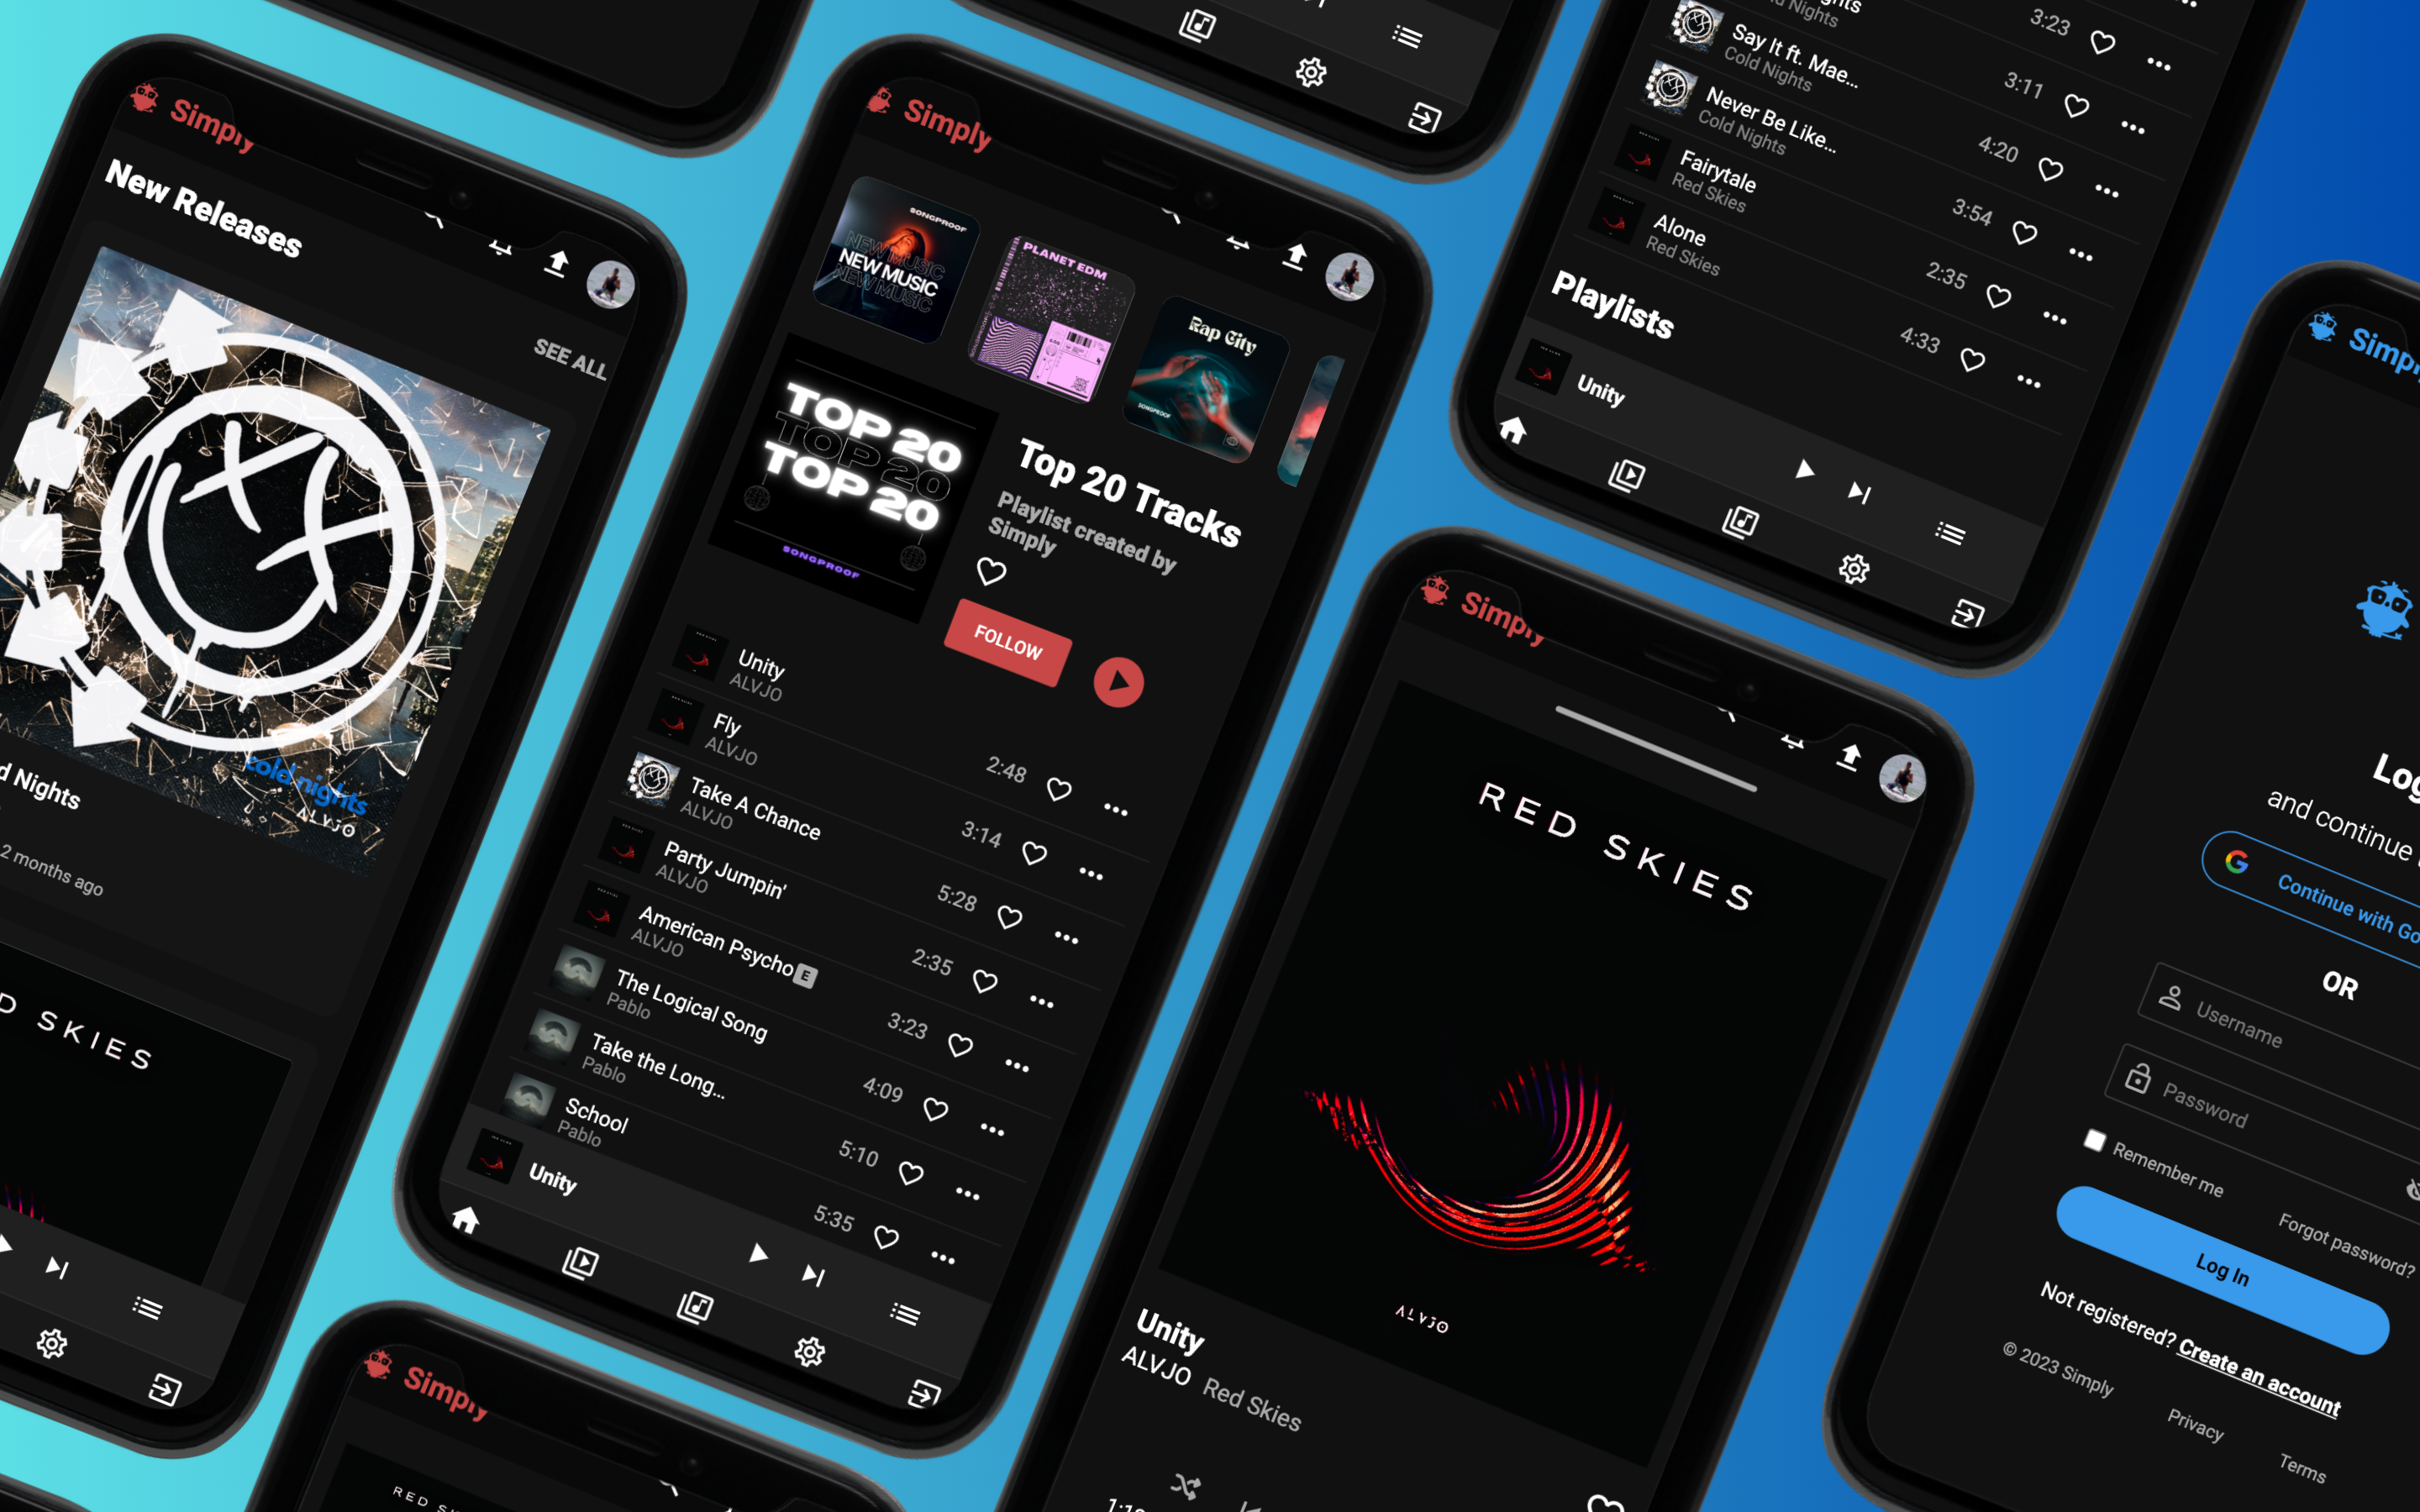 Simply
New Releases
SEE ALL
cold nights
ALVJO
d Nights
2 months ago
D SKIES
Simply
SONGPROOF
NEW MUSIC
NEW MUSIC
NEW MUSIC
PLANET EDM
Rap City
SONGPROOF
TOP 20
TOP 20
TOP 20
SONGPROOF
Top 20 Tracks
Playlist created by
Simply
FOLLOW
Unity
ALVJO
2:48
Fly
ALVJO
3:14
Take A Chance
ALVJO
5:28
Party Jumpin'
ALVJO
2:35
American Psycho E
ALVJO
3:23
The Logical Song
Pablo
4:09
Take the Long...
Pablo
5:10
School
Pablo
5:35
Unity
Simply
RED S
3:23
Say It ft. Mae...
Cold Nights
3:11
Never Be Like...
Cold Nights
4:20
Fairytale
Red Skies
3:54
Alone
Red Skies
2:35
4:33
Playlists
Unity
Simply
RED SKIES
ALVJO
Unity
ALVJO Red Skies
Simply
Log
and continue
Continue with Go
OR
Username
Password
Remember me
Forgot password?
Log In
Not registered? Create an account
© 2023 Simply
Privacy
Terms